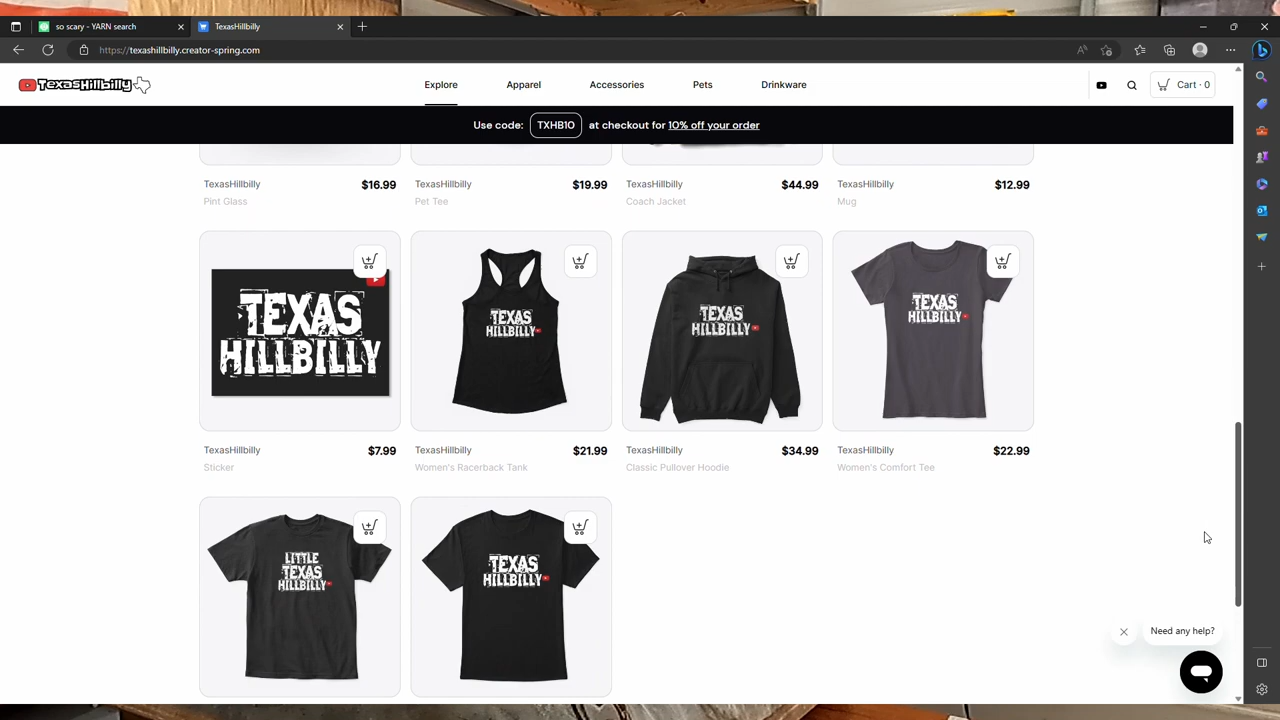 so scary - YARN search
TexasHillbilly
https://texashillbilly.creator-spring.com
TexasHillbilly
Explore
Apparel
Accessories
Pets
Drinkware
Cart · 0
Use code: TXHB10 at checkout for 10% off your order
TexasHillbilly $16.99
Pint Glass
TexasHillbilly $19.99
Pet Tee
TexasHillbilly $44.99
Coach Jacket
TexasHillbilly $12.99
Mug
TEXAS
HILLBILLY
TEXAS
HILLBILLY
TEXAS
HILLBILLY
TEXAS
HILLBILLY
TexasHillbilly $7.99
Sticker
TexasHillbilly $21.99
Women's Racerback Tank
TexasHillbilly $34.99
Classic Pullover Hoodie
TexasHillbilly $22.99
Women's Comfort Tee
LITTLE
TEXAS
HILLBILLY
TEXAS
HILLBILLY
Need any help?